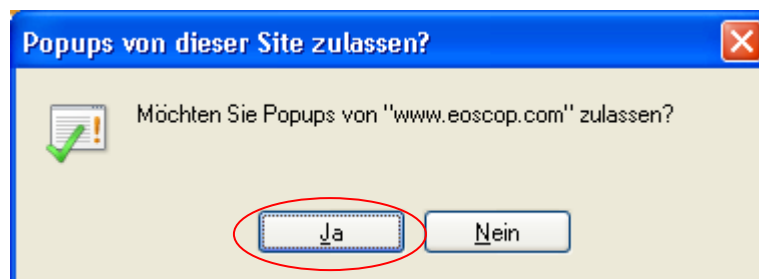 Popups von dieser Site zulassen?
Möchten Sie Popups von "www.eoscop.com" zulassen?
Ja Nein